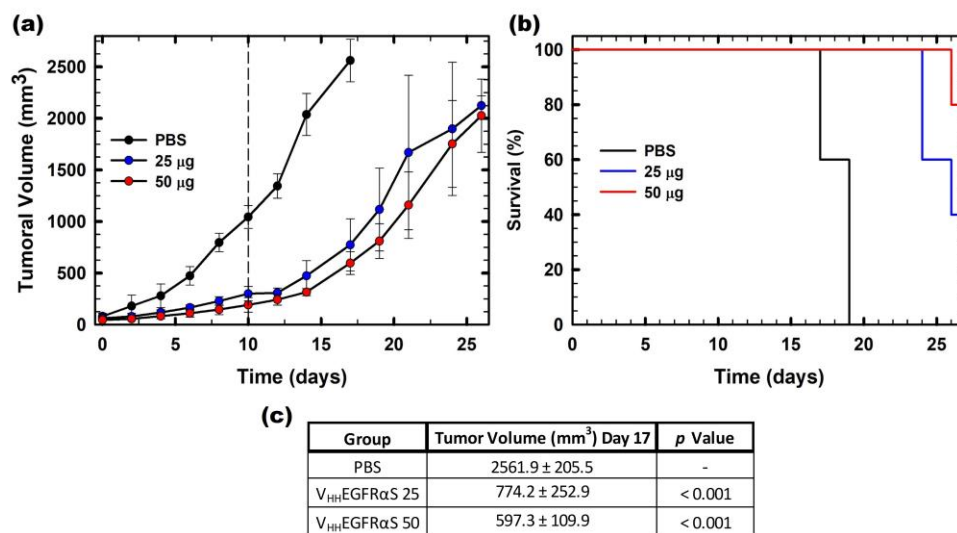 (a)
Tumoral Volume (mm³)
2500
2000
1500
1000
500
0
PBS
25 μg
50 μg
0 5 10 15 20 25
Time (days)
(b)
Survival (%)
100
80
60
40
20
0
PBS
25 μg
50 μg
0 5 10 15 20 25
Time (days)
(c)
Group Tumor Volume (mm³) Day 17 p Value
PBS 2561.9 ± 205.5 -
VHHEGFRαS 25 774.2 ± 252.9 < 0.001
VHHEGFRαS 50 597.3 ± 109.9 < 0.001